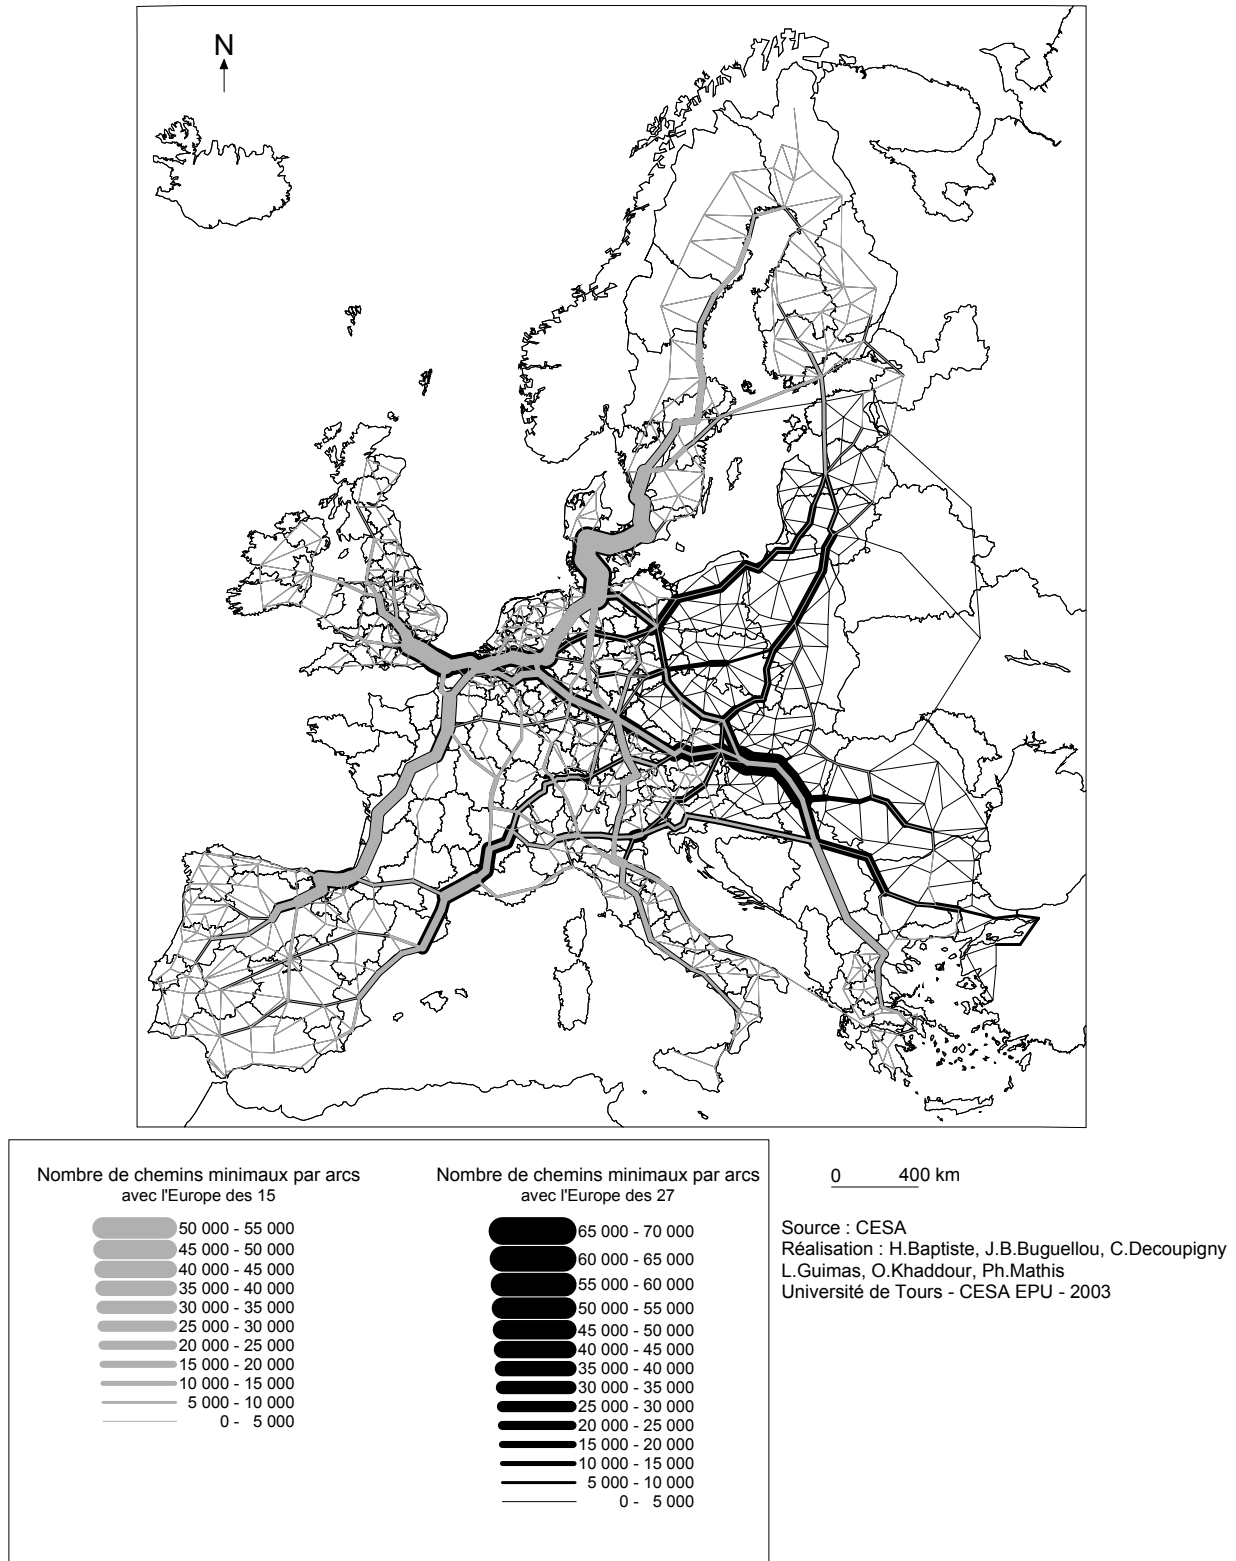 N
Nombre de chemins minimaux par arcs
avec l'Europe des 15
50 000 - 55 000
45 000 - 50 000
40 000 - 45 000
35 000 - 40 000
30 000 - 35 000
25 000 - 30 000
20 000 - 25 000
15 000 - 20 000
10 000 - 15 000
5 000 - 10 000
0 - 5 000
Nombre de chemins minimaux par arcs
avec l'Europe des 27
65 000 - 70 000
60 000 - 65 000
55 000 - 60 000
50 000 - 55 000
45 000 - 50 000
40 000 - 45 000
35 000 - 40 000
30 000 - 35 000
25 000 - 30 000
20 000 - 25 000
15 000 - 20 000
10 000 - 15 000
5 000 - 10 000
0 - 5 000
0 400 km
Source : CESA
Réalisation : H.Baptiste, J.B.Buguellou, C.Decoupigny
L.Guimas, O.Khaddour, Ph.Mathis
Université de Tours - CESA EPU - 2003